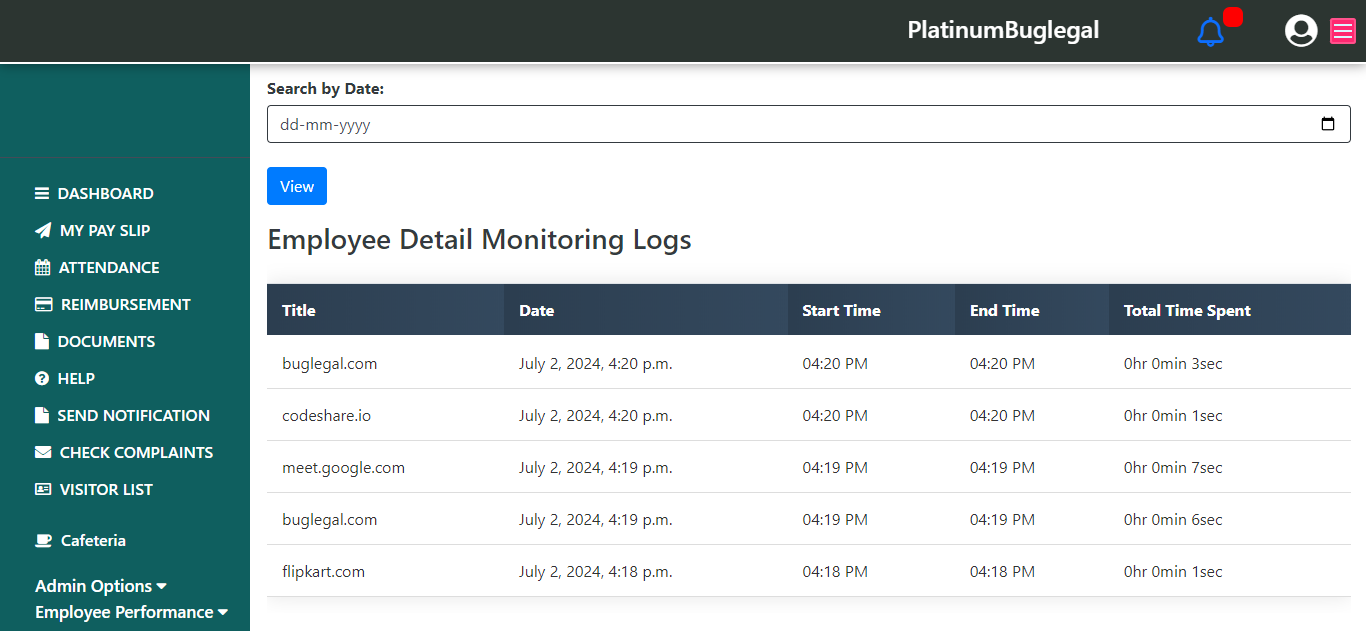 PlatinumBuglegal
DASHBOARD
MY PAY SLIP
ATTENDANCE
REIMBURSEMENT
DOCUMENTS
HELP
SEND NOTIFICATION
CHECK COMPLAINTS
VISITOR LIST
Cafeteria
Admin Options
Employee Performance
Search by Date:
dd-mm-yyyy
View
Employee Detail Monitoring Logs
Title Date Start Time End Time Total Time Spent
buglegal.com July 2, 2024, 4:20 p.m. 04:20 PM 04:20 PM 0hr 0min 3sec
codeshare.io July 2, 2024, 4:20 p.m. 04:20 PM 04:20 PM 0hr 0min 1sec
meet.google.com July 2, 2024, 4:19 p.m. 04:19 PM 04:19 PM 0hr 0min 7sec
buglegal.com July 2, 2024, 4:19 p.m. 04:19 PM 04:19 PM 0hr 0min 6sec
flipkart.com July 2, 2024, 4:18 p.m. 04:18 PM 04:18 PM 0hr 0min 1sec